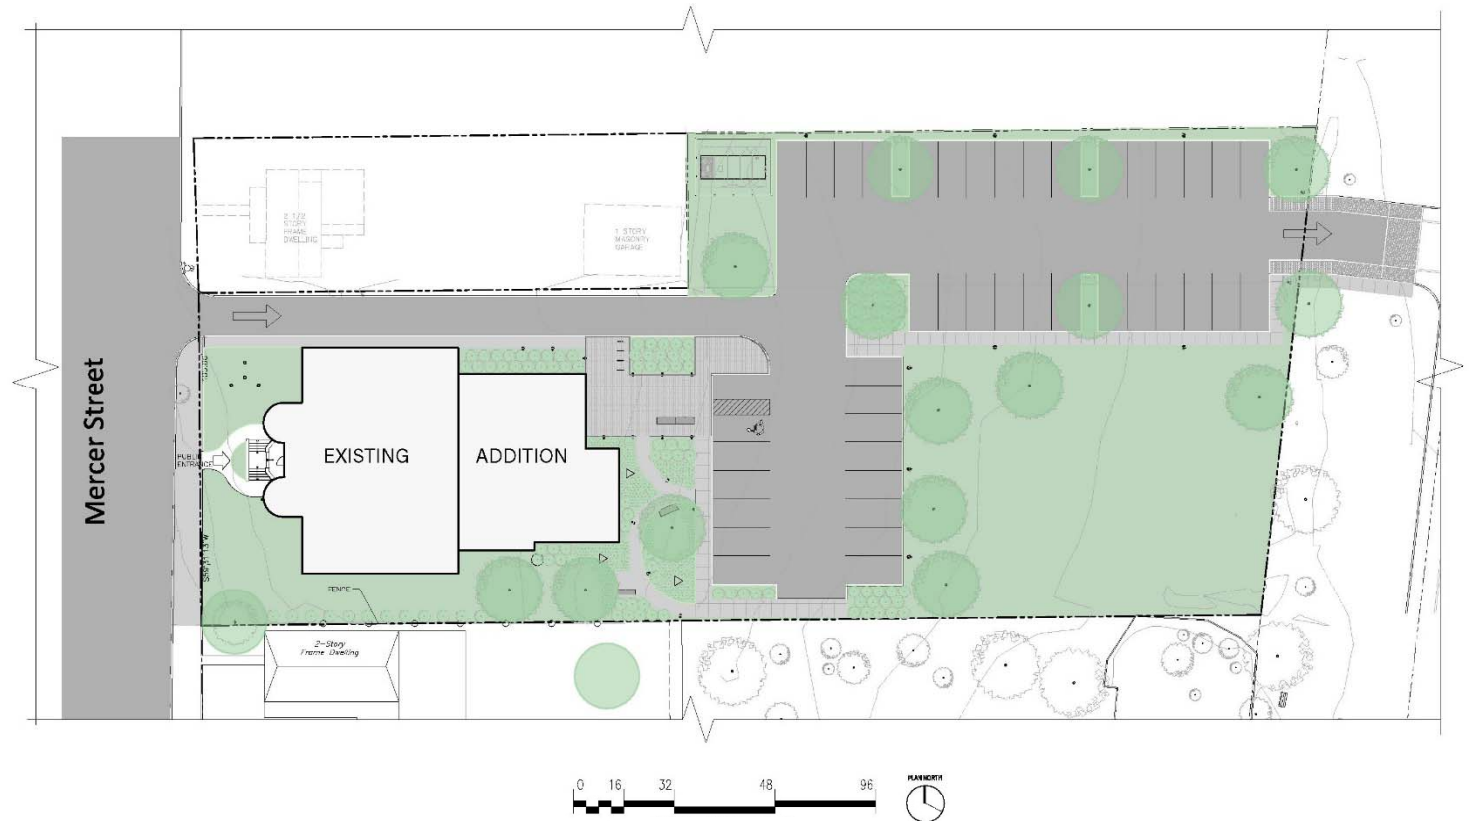 2 1/2
STORY
FRAME
DWELLING
1 STORY
MASONITY
GARAGE
Mercer Street
PUBLIC
ENTRANCE
EXISTING
ADDITION
FENCE
2-Story
Frame Dwelling
0 16 32 48 96
PLAN NORTH